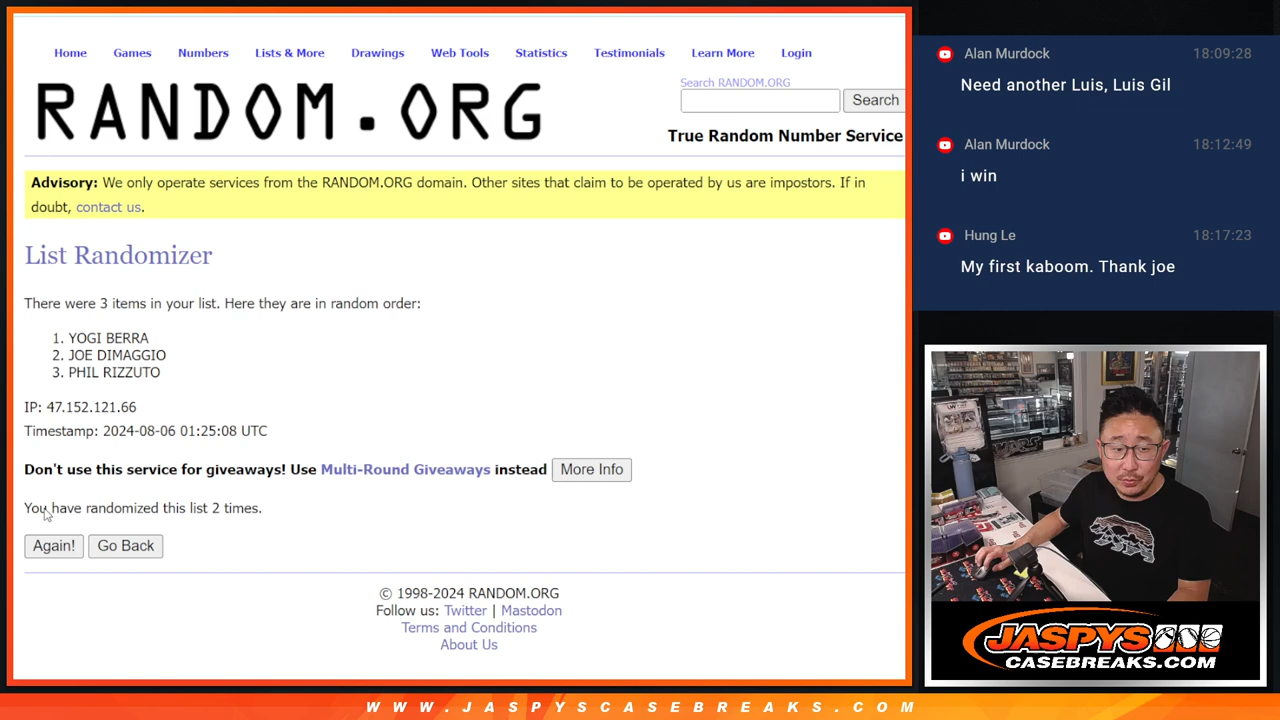 Home Games Numbers Lists & More Drawings Web Tools Statistics Testimonials Learn More Login
RANDOM.ORG
Search RANDOM.ORG
Search
True Random Number Service
Advisory: We only operate services from the RANDOM.ORG domain. Other sites that claim to be operated by us are impostors. If in
doubt, contact us.
List Randomizer
There were 3 items in your list. Here they are in random order:
1. YOGI BERRA
2. JOE DIMAGGIO
3. PHIL RIZZUTO
IP: 47.152.121.66
Timestamp: 2024-08-06 01:25:08 UTC
Don't use this service for giveaways! Use Multi-Round Giveaways instead More Info
You have randomized this list 2 times.
Again! Go Back
© 1998-2024 RANDOM.ORG
Follow us: Twitter | Mastodon
Terms and Conditions
About Us
Alan Murdock 18:09:28
Need another Luis, Luis Gil
Alan Murdock 18:12:49
i win
Hung Le 18:17:23
My first kaboom. Thank joe
JASPYS
CASEBREAKS.COM
WWW.JASPYSCASEBREAKS.COM